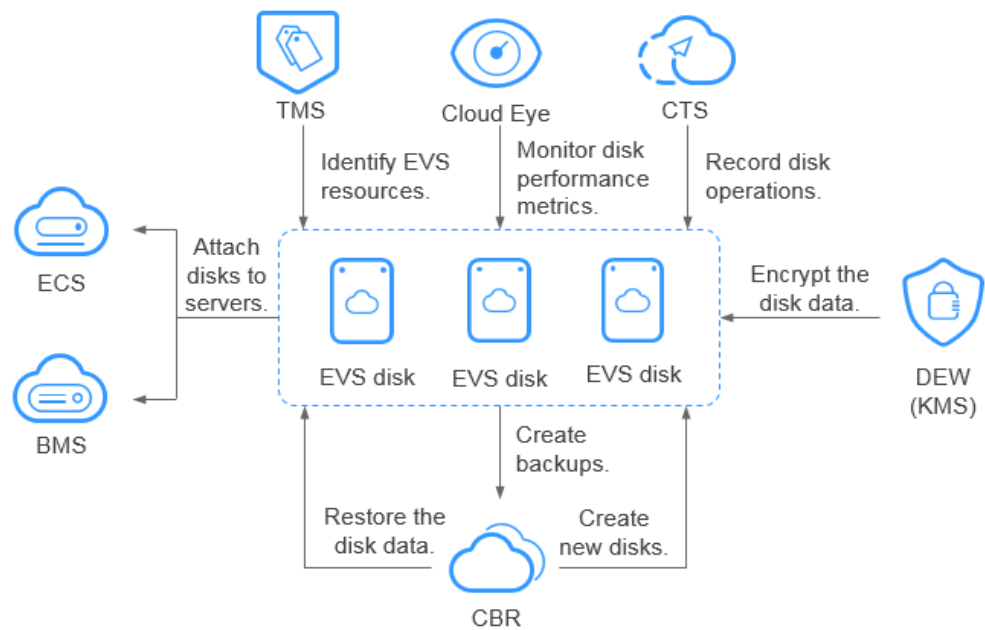 TMS
Cloud Eye
CTS
Identify EVS
resources.
Monitor disk
performance
metrics.
Record disk
operations.
ECS
Attach
disks to
servers.
BMS
EVS disk
EVS disk
EVS disk
Encrypt the
disk data.
DEW
(KMS)
Create
backups.
Restore the
disk data.
Create
new disks.
CBR